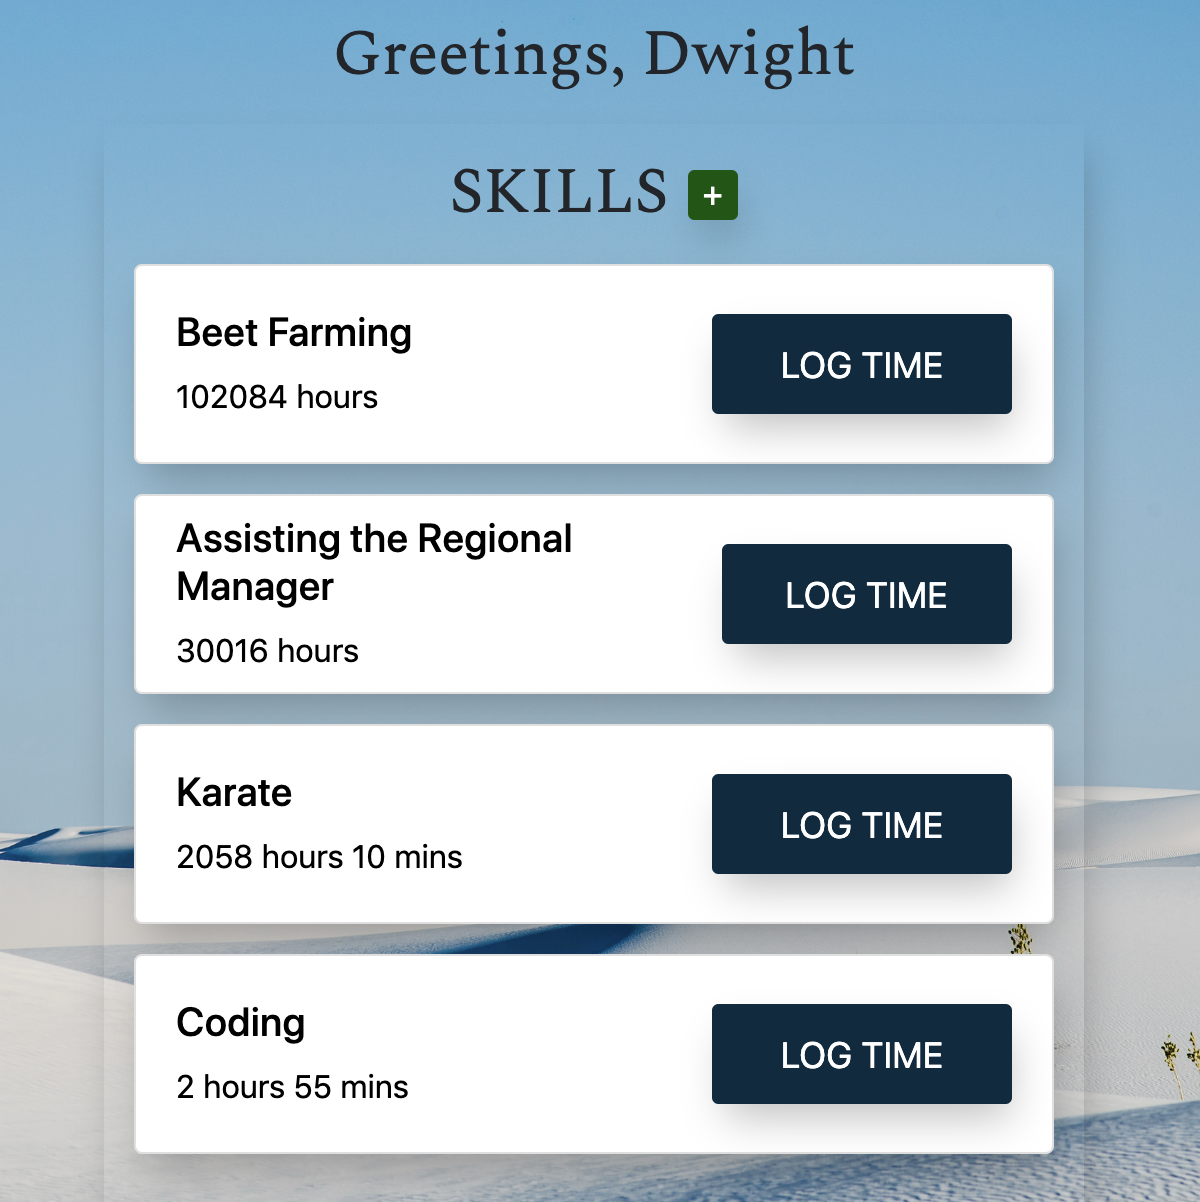 Greetings, Dwight
SKILLS +
Beet Farming
102084 hours
LOG TIME
Assisting the Regional
Manager
30016 hours
LOG TIME
Karate
2058 hours 10 mins
LOG TIME
Coding
2 hours 55 mins
LOG TIME